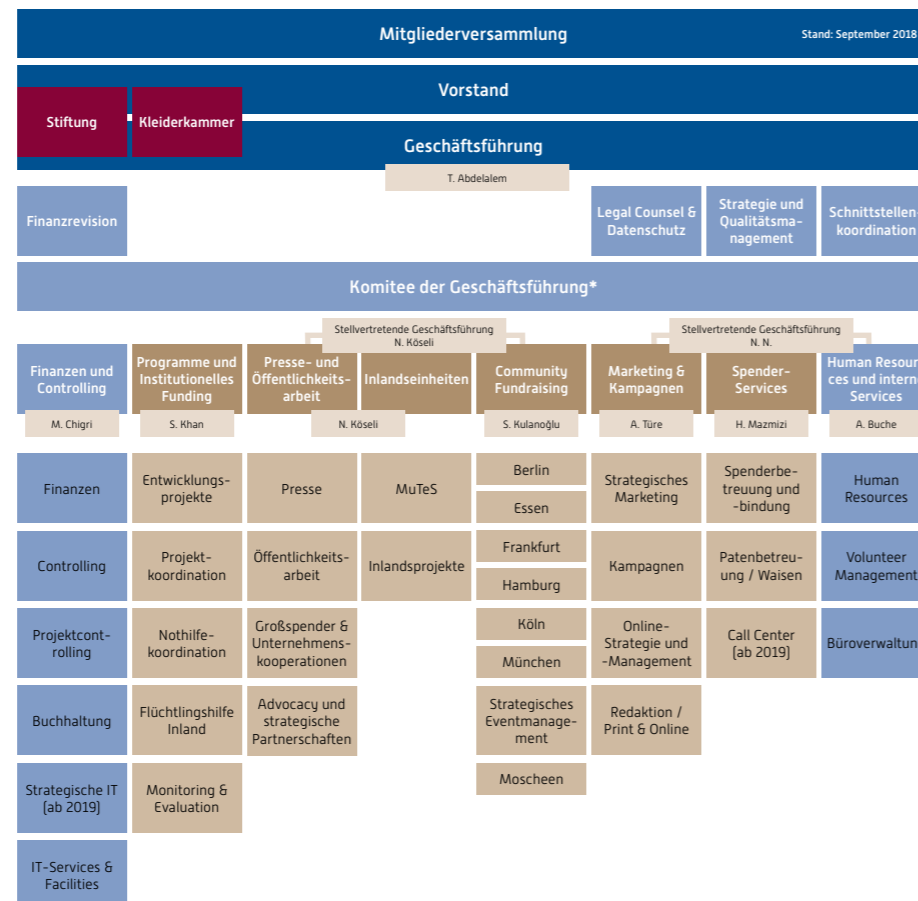 Mitgliederversammlung
Stand: September 2018
Vorstand
Stiftung
Kleiderkammer
Geschäftsführung
T. Abdelalem
Finanzrevision
Legal Counsel &
Datenschutz
Strategie und
Qualitätsma-
nagement
Schnittstellen-
koordination
Komitee der Geschäftsführung*
Stellvertretende Geschäftsführung
N. Köseli
Stellvertretende Geschäftsführung
N. N.
Finanzen und
Controlling
Programme und
Institutionelles
Funding
Presse- und
Öffentlichkeits-
arbeit
Inlandseinheiten
Community
Fundraising
Marketing &
Kampagnen
Spender-
Services
Human Resour-
ces und interne
Services
M. Chigri
S. Khan
N. Köseli
S. Kulanoğlu
A. Türe
H. Mazmizi
A. Buche
Finanzen
Controlling
Projektcont-
rolling
Buchhaltung
Strategische IT
(ab 2019)
IT-Services &
Facilities
Entwicklungs-
projekte
Projekt-
koordination
Nothilfe-
koordination
Flüchtlingshilfe
Inland
Monitoring &
Evaluation
Presse
Öffentlichkeits-
arbeit
Großspender &
Unternehmens-
kooperationen
Advocacy und
strategische
Partnerschaften
MuTeS
Inlandsprojekte
Berlin
Essen
Frankfurt
Hamburg
Köln
München
Strategisches
Eventmanage-
ment
Moscheen
Strategisches
Marketing
Kampagnen
Online-
Strategie und
-Management
Redaktion /
Print & Online
Spenderbe-
treuung und
-bindung
Patenbetreu-
ung / Waisen
Call Center
(ab 2019)
Human
Resources
Volunteer
Management
Büroverwaltun